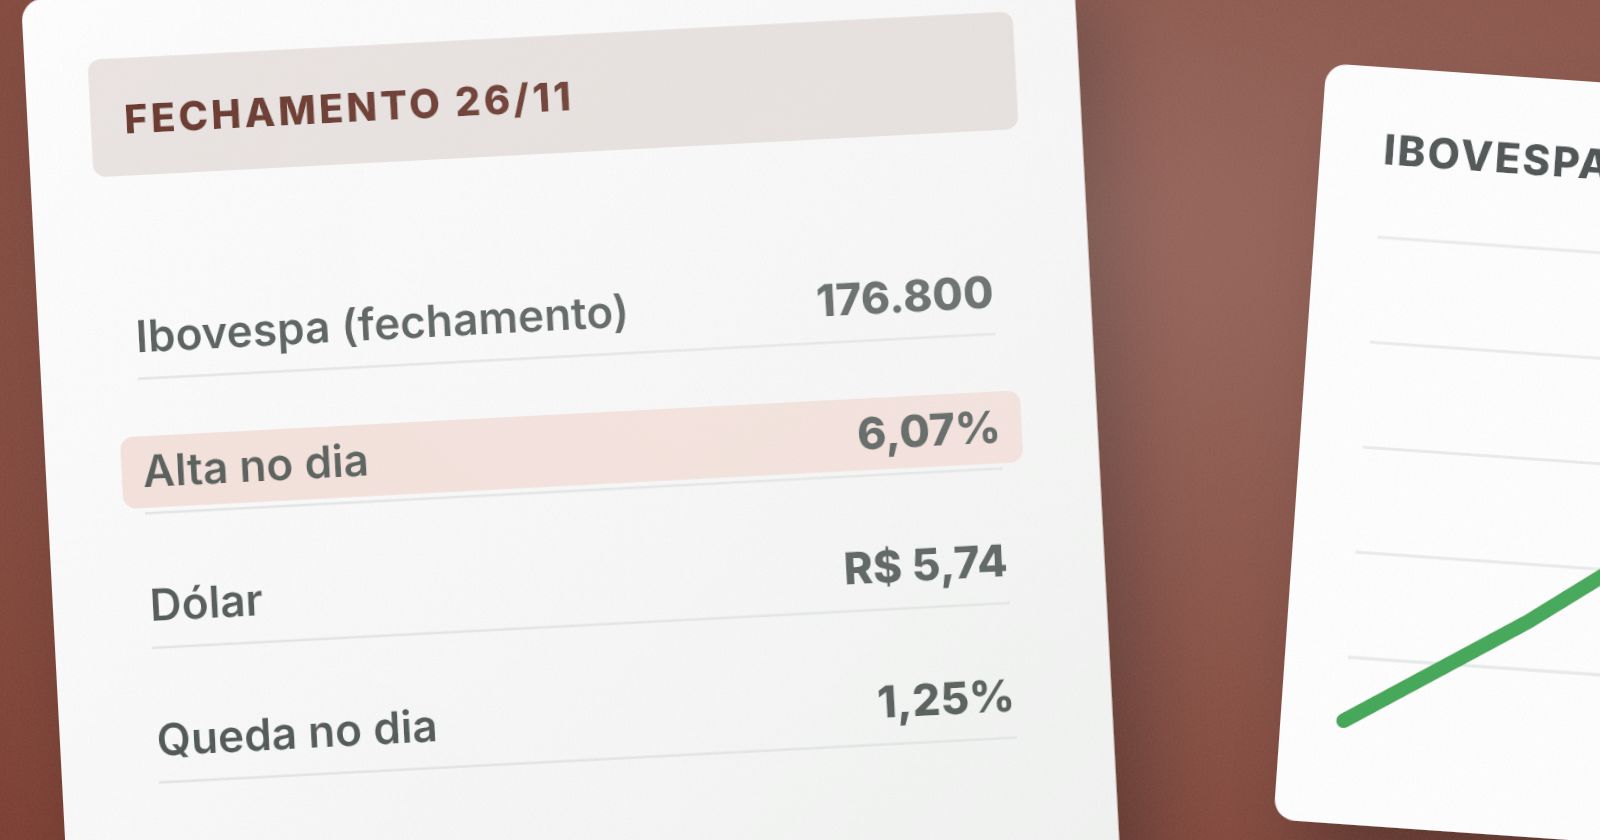 FECHAMENTO 26/11
Ibovespa (fechamento) 176.800
Alta no dia 6,07%
Dólar R$ 5,74
Queda no dia 1,25%
IBOVESPA